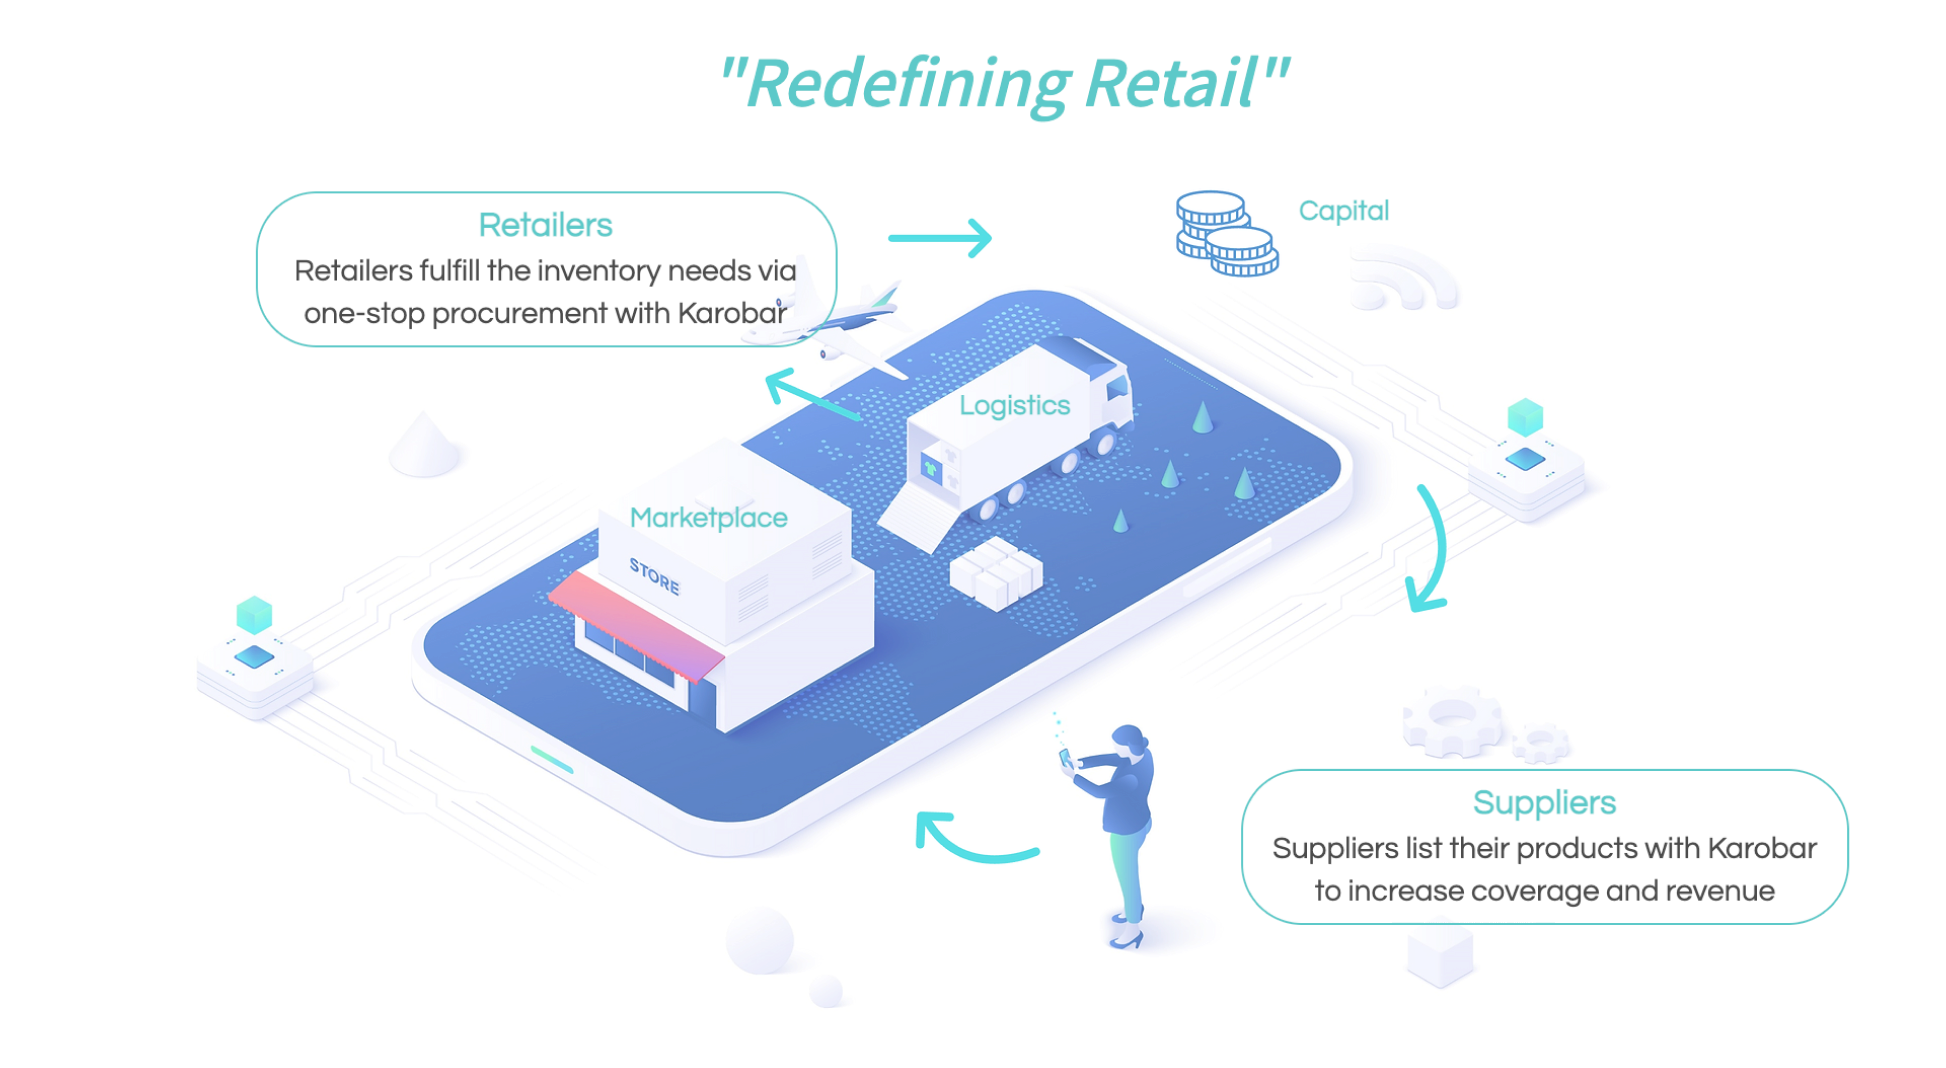 "Redefining Retail"
Retailers
Retailers fulfill the inventory needs via
one-stop procurement with Karobar
Capital
Logistics
Marketplace
STORE
Suppliers
Suppliers list their products with Karobar
to increase coverage and revenue